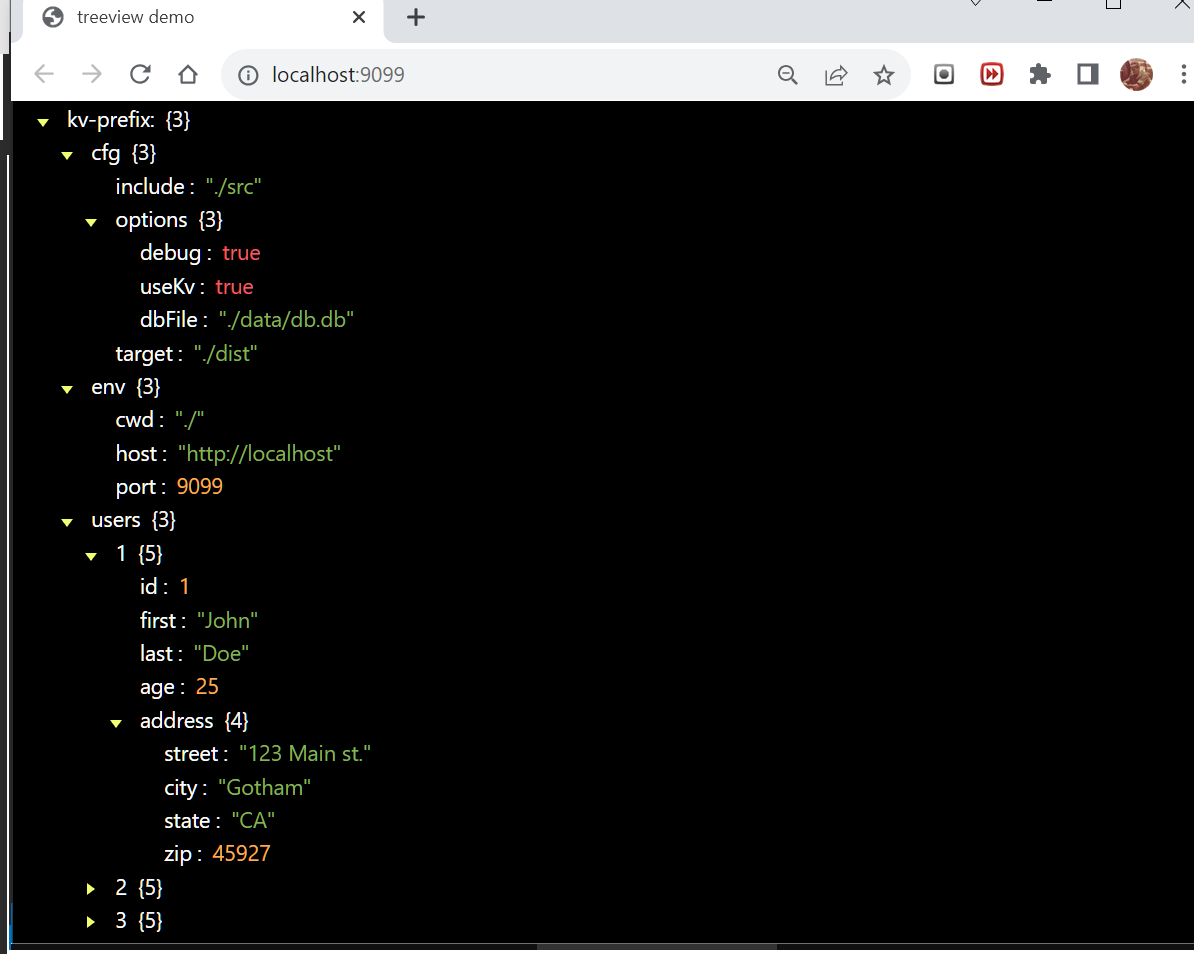 treeview demo
localhost:9099
kv-prefix: {3}
cfg {3}
include : "./src"
options {3}
debug : true
useKv : true
dbFile : "./data/db.db"
target : "./dist"
env {3}
cwd : "./"
host : "http://localhost"
port : 9099
users {3}
1 {5}
id : 1
first : "John"
last : "Doe"
age : 25
address {4}
street : "123 Main st."
city : "Gotham"
state : "CA"
zip : 45927
2 {5}
3 {5}